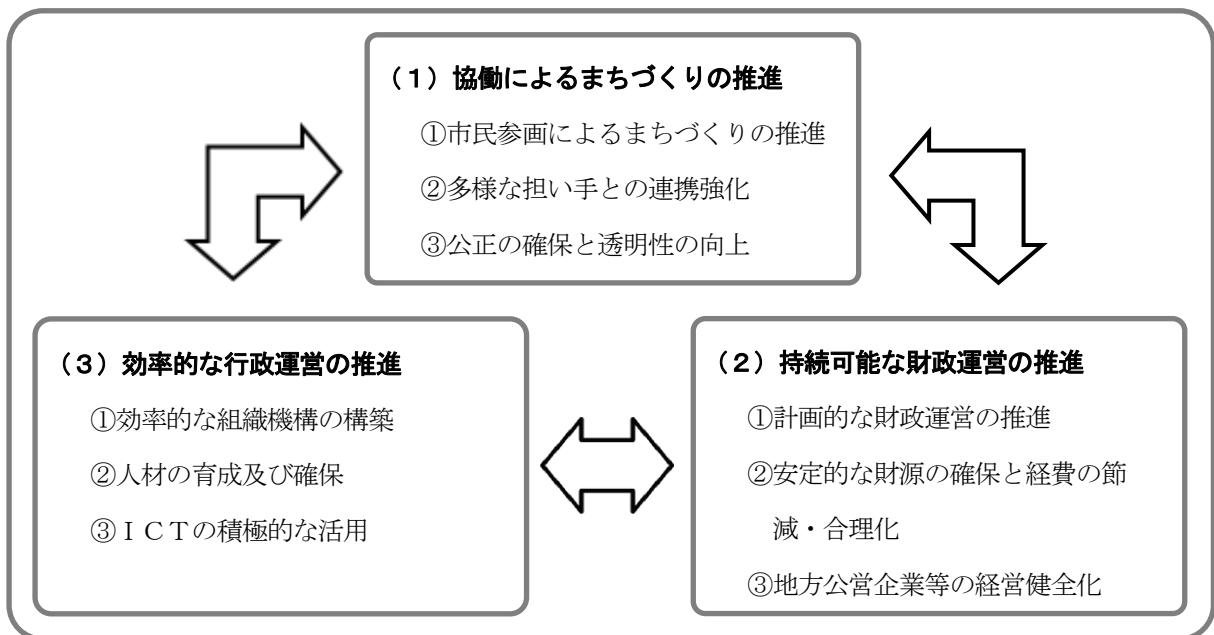 （１）協働によるまちづくりの推進
①市民参画によるまちづくりの推進
②多様な担い手との連携強化
③公正の確保と透明性の向上
（３）効率的な行政運営の推進
①効率的な組織機構の構築
②人材の育成及び確保
③ＩＣＴの積極的な活用
（２）持続可能な財政運営の推進
①計画的な財政運営の推進
②安定的な財源の確保と経費の節
減・合理化
③地方公営企業等の経営健全化